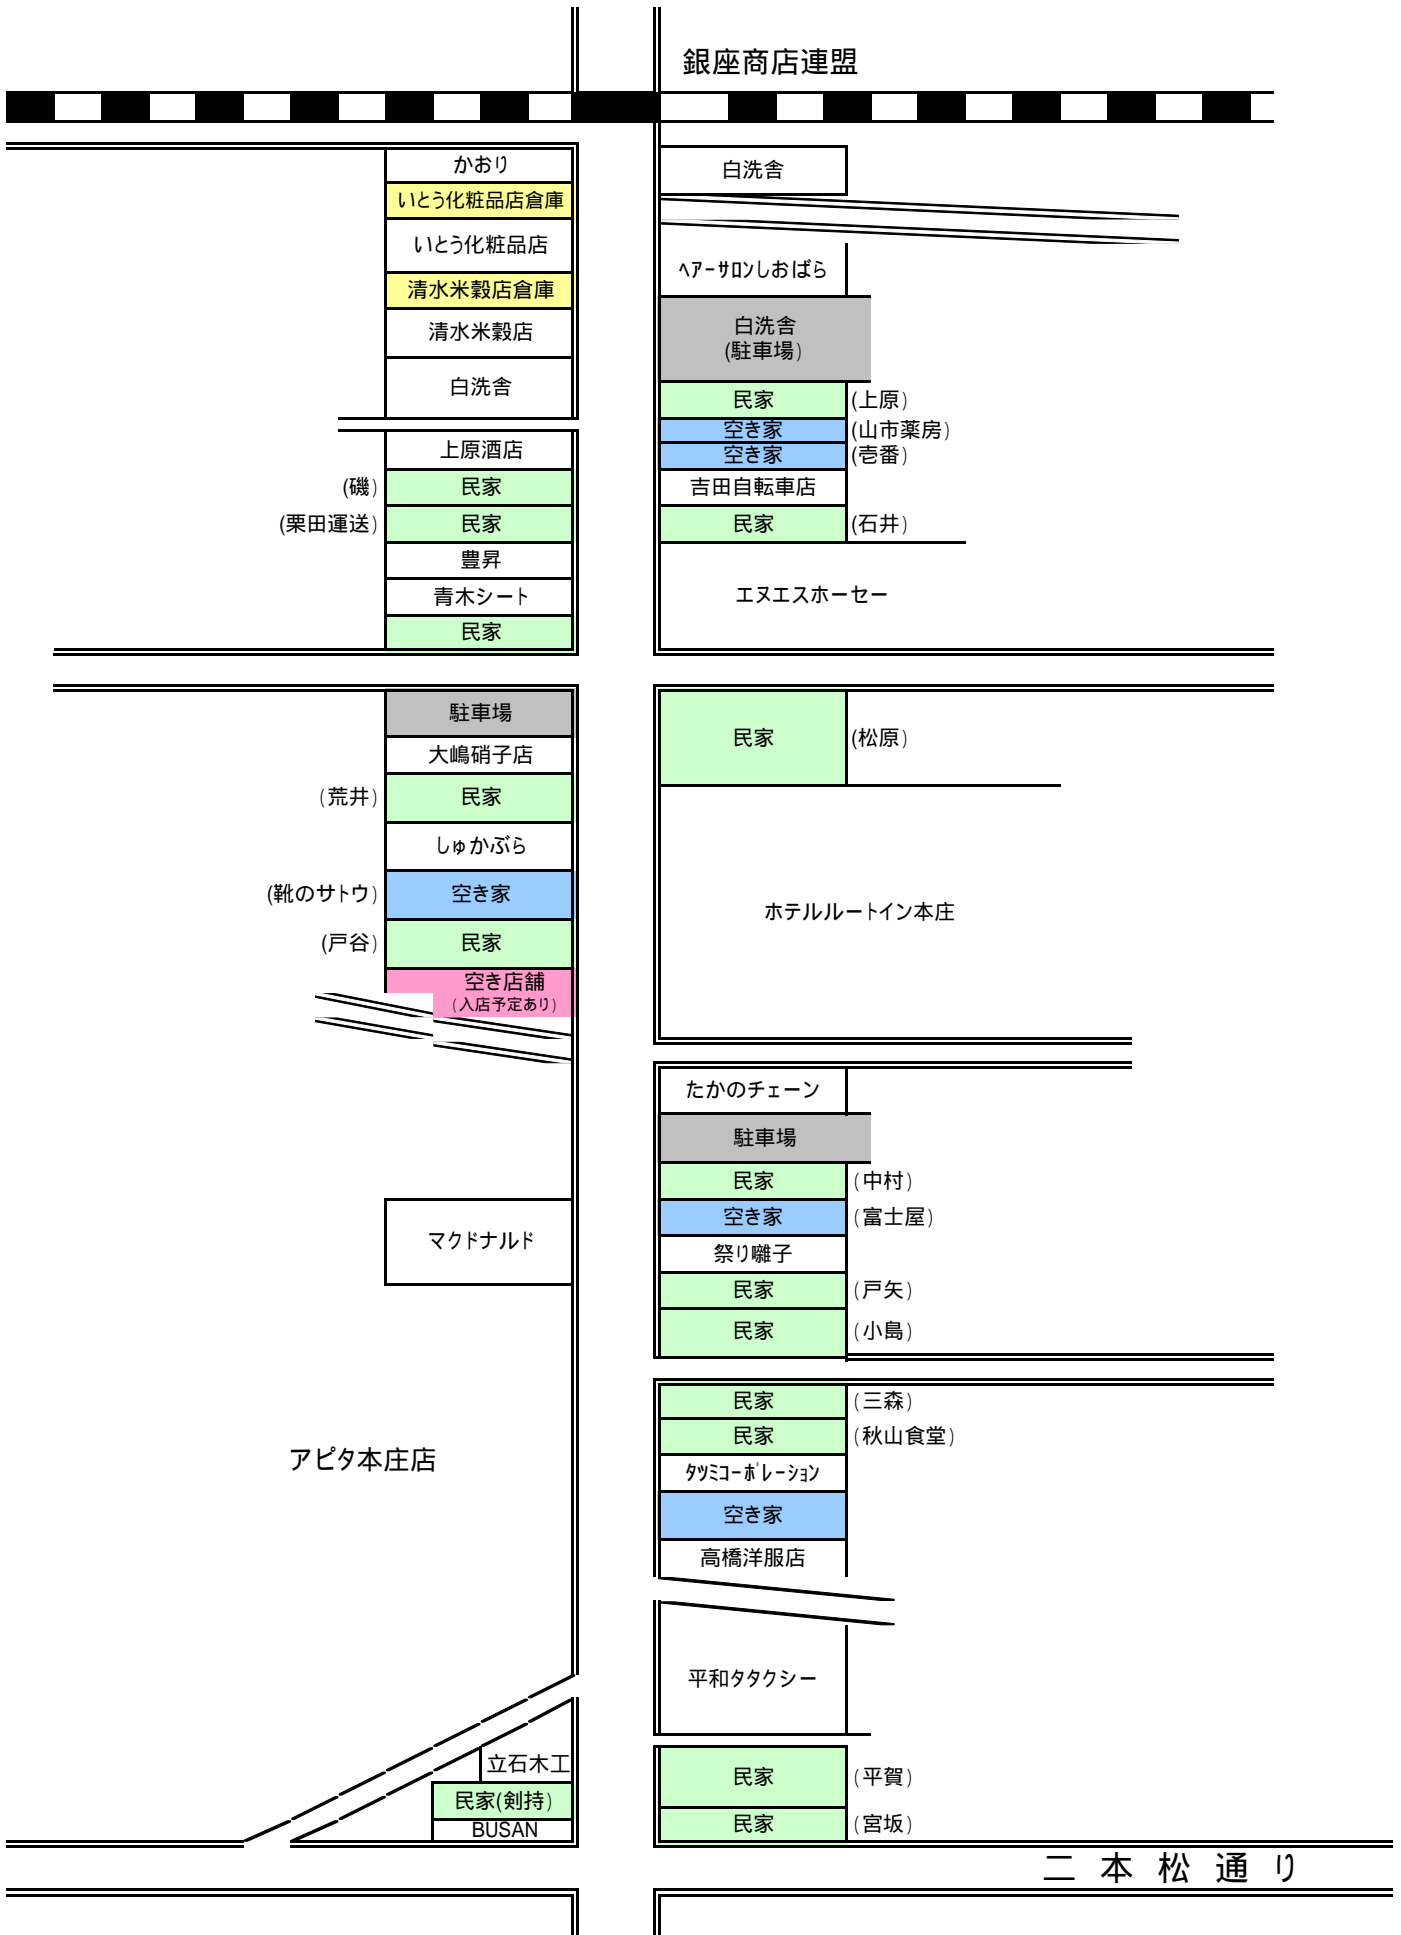 銀座商店連盟
かおり
いとう化粧品店倉庫
いとう化粧品店
清水米穀店倉庫
清水米穀店
白洗舎
上原酒店
(磯) 民家
(栗田運送) 民家
豊昇
青木シート
民家
駐車場
大嶋硝子店
(荒井) 民家
しゅかぶら
(靴のサトウ) 空き家
(戸谷) 民家
空き店舗
(入店予定あり)
マクドナルド
アピタ本庄店
立石木工
民家(剣持)
BUSAN
白洗舎
ヘアーサロンしおばら
白洗舎
(駐車場)
民家 (上原)
空き家 (山市薬房)
空き家 (壱番)
吉田自転車店
民家 (石井)
エヌエスホーセー
民家 (松原)
ホテルルートイン本庄
たかのチェーン
駐車場
民家 (中村)
空き家 (富士屋)
祭り囃子
民家 (戸矢)
民家 (小島)
民家 (三森)
民家 (秋山食堂)
タツミコーポレーション
空き家
高橋洋服店
平和タタクシー
民家 (平賀)
民家 (宮坂)
二本松通り